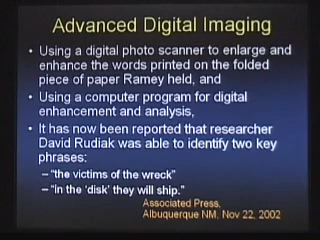 Advanced Digital Imaging
• Using a digital photo scanner to enlarge and
enhance the words printed on the folded
piece of paper Ramey held, and
• Using a computer program for digital
enhancement and analysis,
• It has now been reported that researcher
David Rudiak was able to identify two key
phrases:
– "the victims of the wreck"
– "in the 'disk' they will ship."
Associated Press,
Albuquerque NM, Nov 22, 2002